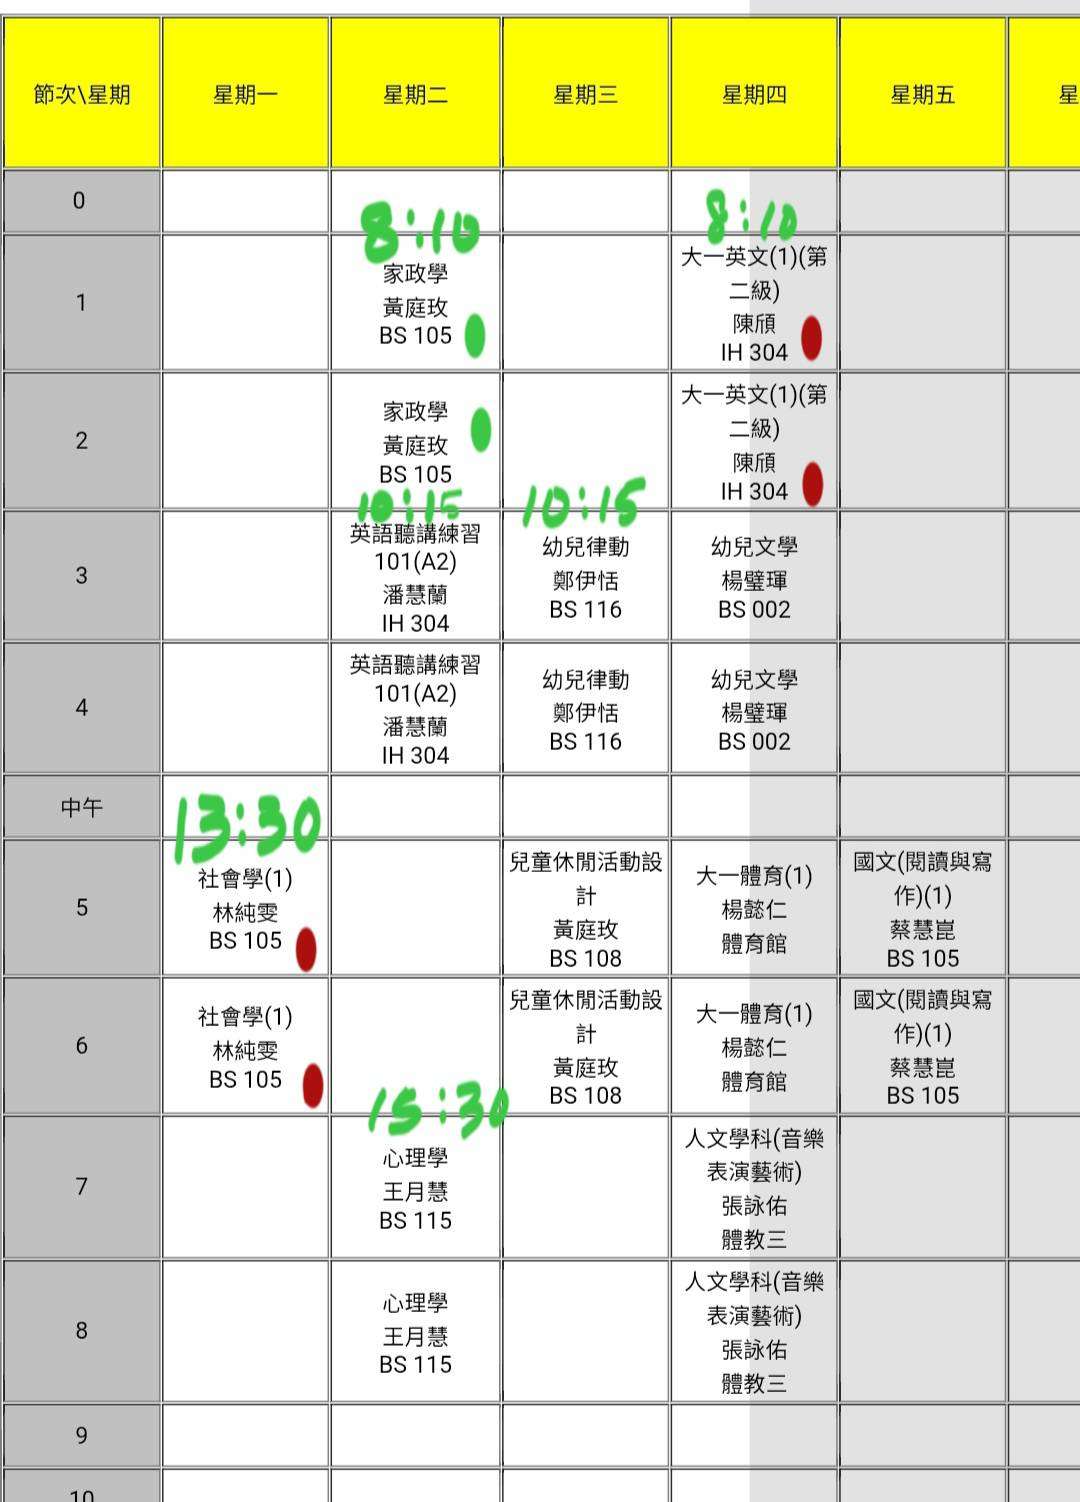 節次\星期 星期一 星期二 星期三 星期四 星期五 星
0
8:10 8:10
1
家政學
黃庭玫
BS 105
大一英文(1)(第
二級)
陳頎
IH 304
2
家政學
黃庭玫
BS 105
大一英文(1)(第
二級)
陳頎
IH 304
10:15 10:15
3
英語聽講練習
101(A2)
潘慧蘭
IH 304
幼兒律動
鄭伊恬
BS 116
幼兒文學
楊璧琿
BS 002
4
英語聽講練習
101(A2)
潘慧蘭
IH 304
幼兒律動
鄭伊恬
BS 116
幼兒文學
楊璧琿
BS 002
中午
13:30
5
社會學(1)
林純雯
BS 105
兒童休閒活動設
計
黃庭玫
BS 108
大一體育(1)
楊懿仁
體育館
國文(閱讀與寫
作)(1)
蔡慧崑
BS 105
6
社會學(1)
林純雯
BS 105
兒童休閒活動設
計
黃庭玫
BS 108
大一體育(1)
楊懿仁
體育館
國文(閱讀與寫
作)(1)
蔡慧崑
BS 105
15:30
7
心理學
王月慧
BS 115
人文學科(音樂
表演藝術)
張詠佑
體教三
8
心理學
王月慧
BS 115
人文學科(音樂
表演藝術)
張詠佑
體教三
9
10